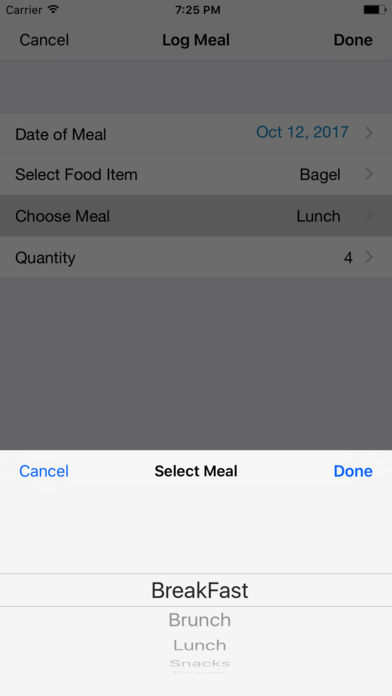 Carrier 7:25 PM
Cancel Log Meal Done
Date of Meal Oct 12, 2017
Select Food Item Bagel
Choose Meal Lunch
Quantity 4
Cancel Select Meal Done
BreakFast
Brunch
Lunch
Snacks